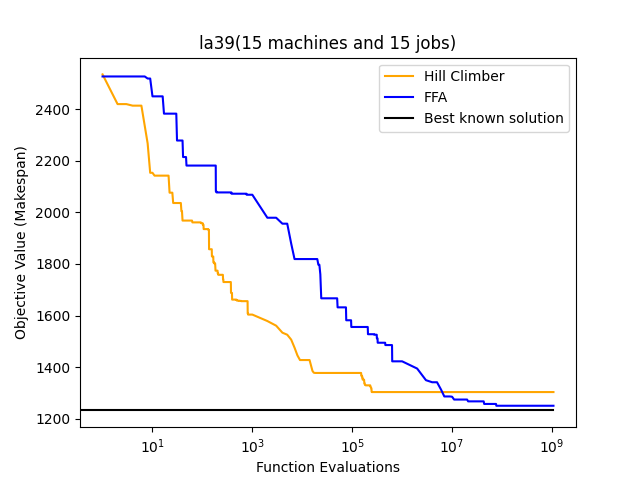 la39(15 machines and 15 jobs)
Hill Climber
FFA
Best known solution
Objective Value (Makespan)
2400
2200
2000
1800
1600
1400
1200
10^1 10^3 10^5 10^7 10^9
Function Evaluations